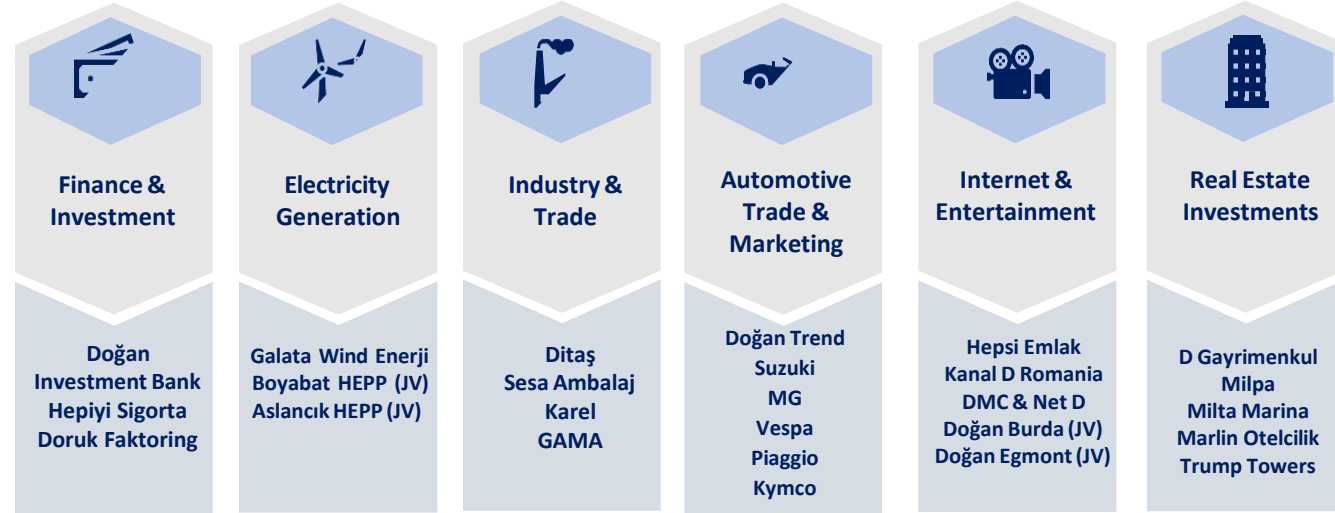 Finance &
Investment
Doğan
Investment Bank
Hepiyi Sigorta
Doruk Faktoring
Electricity
Generation
Galata Wind Enerji
Boyabat HEPP (JV)
Aslancık HEPP (JV)
Industry &
Trade
Ditaş
Sesa Ambalaj
Karel
GAMA
Automotive
Trade &
Marketing
Doğan Trend
Suzuki
MG
Vespa
Piaggio
Kymco
Internet &
Entertainment
Hepsi Emlak
Kanal D Romania
DMC & Net D
Doğan Burda (JV)
Doğan Egmont (JV)
Real Estate
Investments
D Gayrimenkul
Milpa
Milta Marina
Marlin Otelcilik
Trump Towers